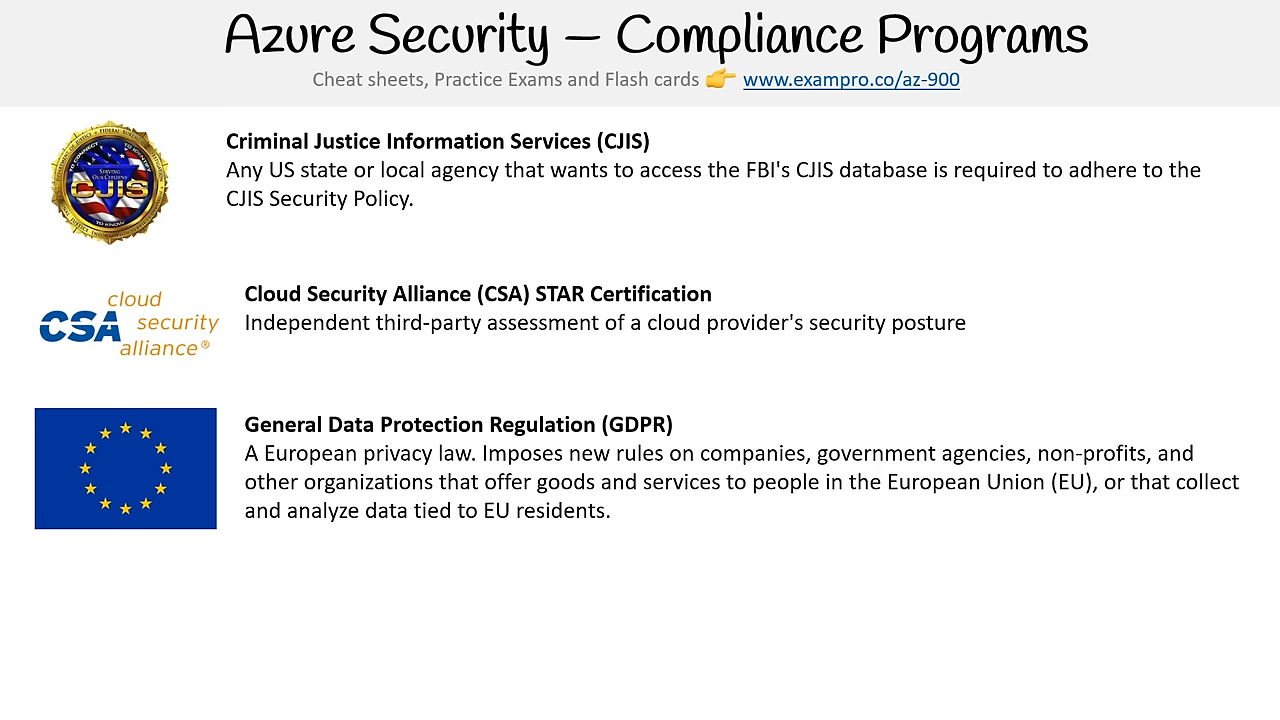 Azure Security – Compliance Programs
Cheat sheets, Practice Exams and Flash cards 👉 www.exampro.co/az-900
Criminal Justice Information Services (CJIS)
Any US state or local agency that wants to access the FBI's CJIS database is required to adhere to the
CJIS Security Policy.
SERVING
OUR CITIZENS
CJIS
TO KNOW
Cloud Security Alliance (CSA) STAR Certification
Independent third-party assessment of a cloud provider's security posture
CSA cloud
security
alliance®
General Data Protection Regulation (GDPR)
A European privacy law. Imposes new rules on companies, government agencies, non-profits, and
other organizations that offer goods and services to people in the European Union (EU), or that collect
and analyze data tied to EU residents.